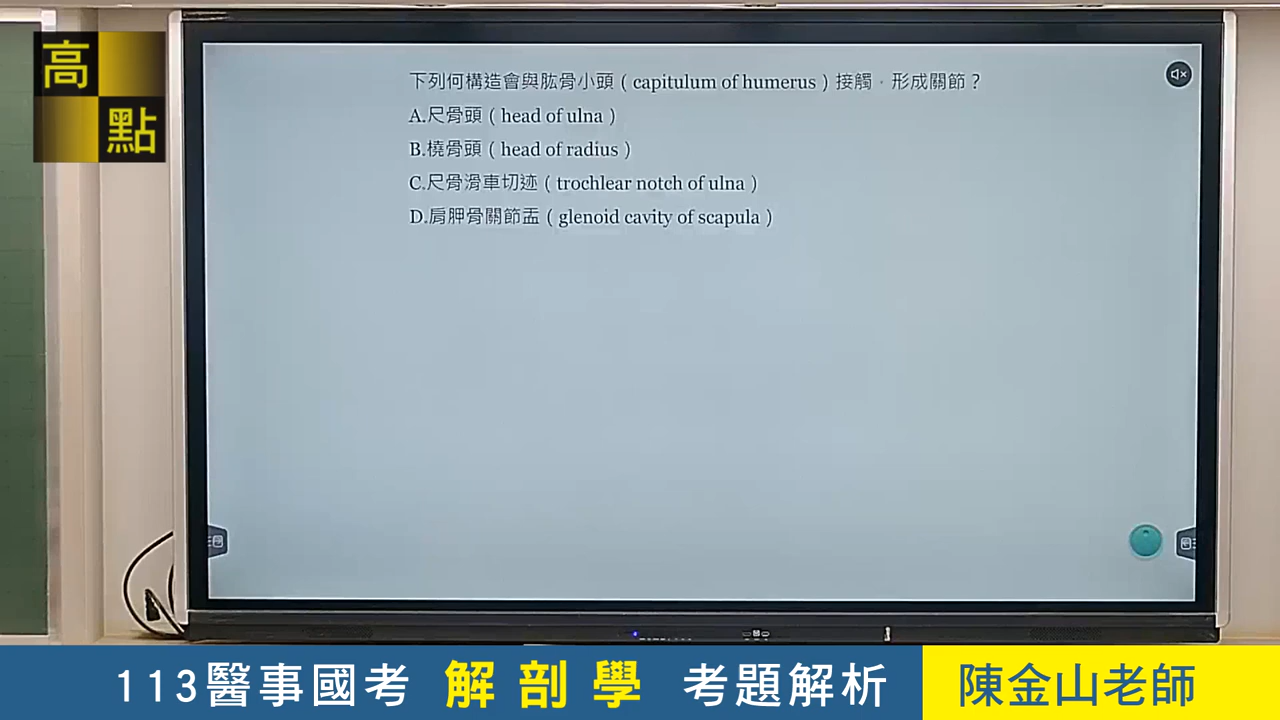 高
點
下列何構造會與肱骨小頭（capitulum of humerus）接觸，形成關節？
A.尺骨頭（head of ulna）
B.橈骨頭（head of radius）
C.尺骨滑車切迹（trochlear notch of ulna）
D.肩胛骨關節盂（glenoid cavity of scapula）
113醫事國考 解剖學 考題解析 陳金山老師